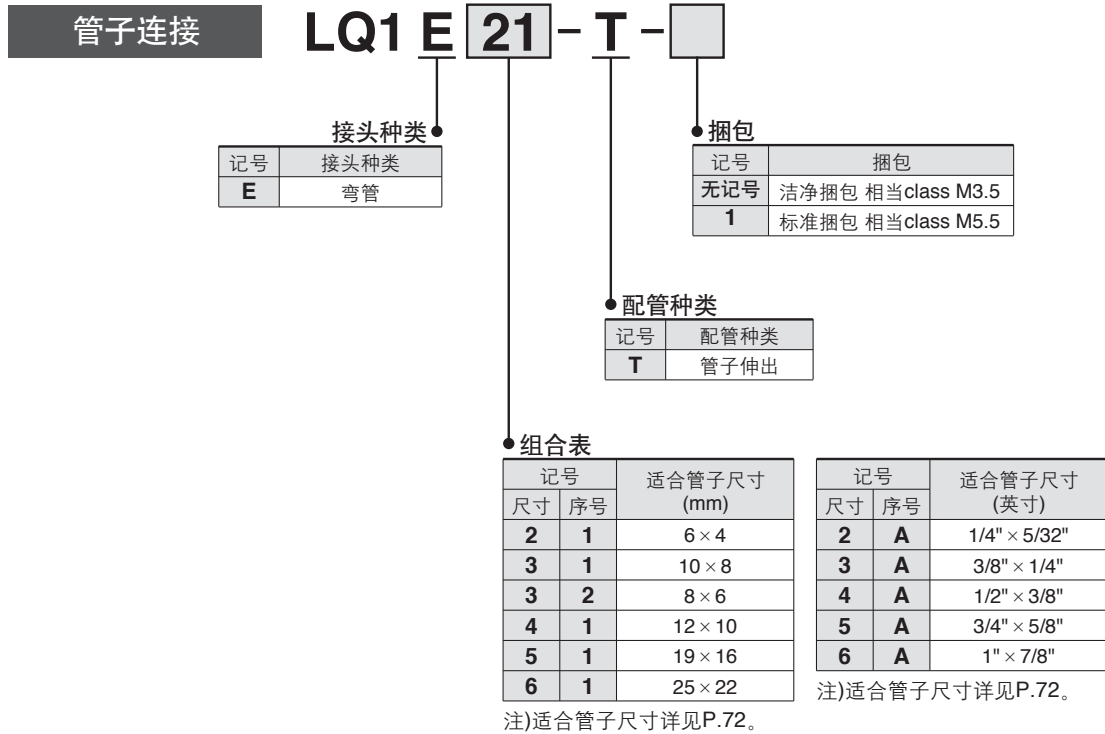 管子连接
LQ1 E 21 - T -
接头种类
记号 接头种类
E 弯管
捆包
记号 捆包
无记号 洁净捆包 相当class M3.5
1 标准捆包 相当class M5.5
配管种类
记号 配管种类
T 管子伸出
组合表
记号 适合管子尺寸
尺寸 序号 (mm)
2 1 6×4
3 1 10×8
3 2 8×6
4 1 12×10
5 1 19×16
6 1 25×22
注)适合管子尺寸详见P.72。
记号 适合管子尺寸
尺寸 序号 (英寸)
2 A 1/4"×5/32"
3 A 3/8"×1/4"
4 A 1/2"×3/8"
5 A 3/4"×5/8"
6 A 1"×7/8"
注)适合管子尺寸详见P.72。